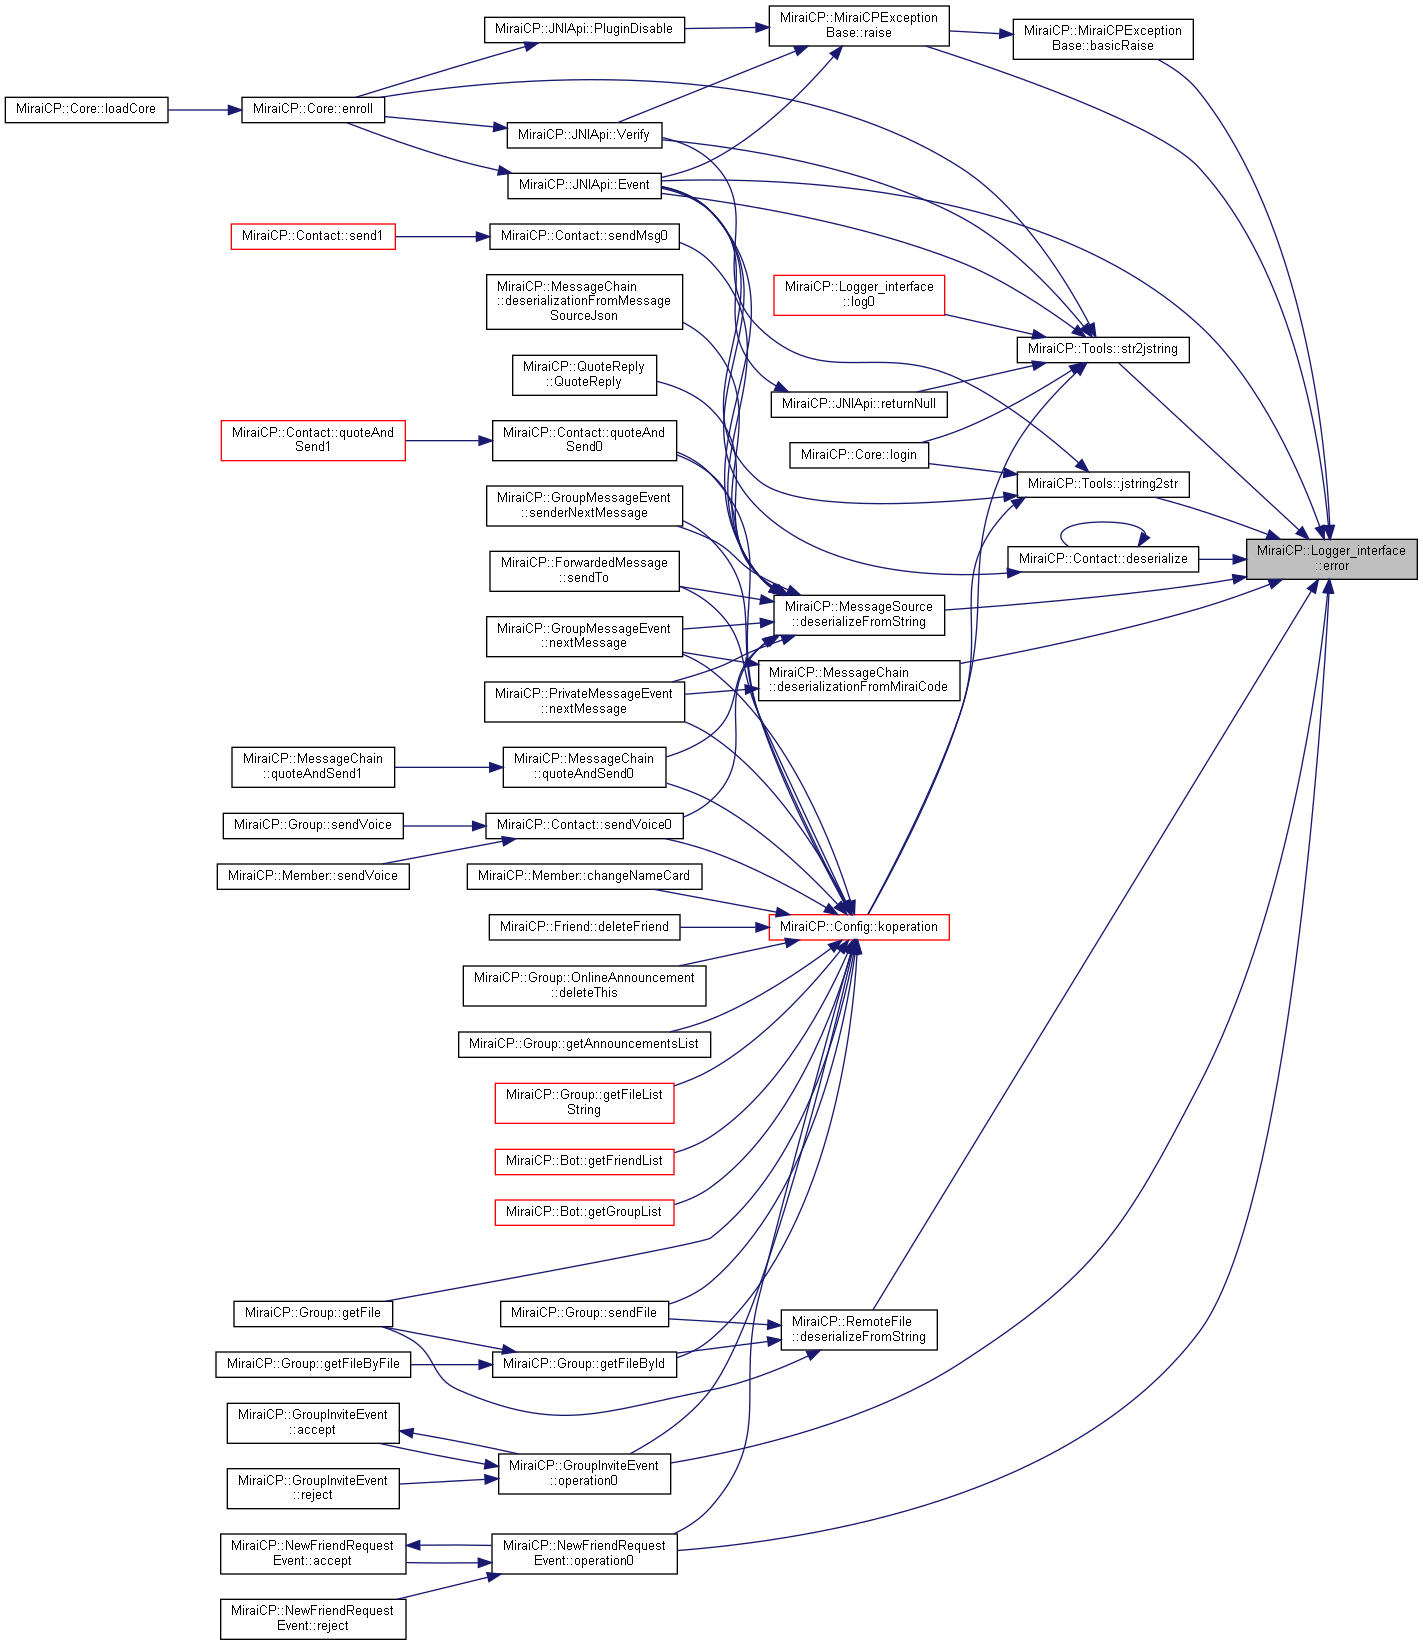 MiraiCP::JNIApi::PluginDisable
MiraiCP::MiraiCPException
Base::raise
MiraiCP::MiraiCPException
Base::basicRaise
MiraiCP::Core::loadCore
MiraiCP::Core::enroll
MiraiCP::JNIApi::Verify
MiraiCP::JNIApi::Event
MiraiCP::Contact::send1
MiraiCP::Contact::sendMsg0
MiraiCP::MessageChain
::deserializationFromMessage
SourceJson
MiraiCP::Logger_interface
::log0
MiraiCP::Tools::str2jstring
MiraiCP::QuoteReply
::QuoteReply
MiraiCP::JNIApi::returnNull
MiraiCP::Contact::quoteAnd
Send1
MiraiCP::Contact::quoteAnd
Send0
MiraiCP::Core::login
MiraiCP::Tools::jstring2str
MiraiCP::GroupMessageEvent
::senderNextMessage
MiraiCP::ForwardedMessage
::sendTo
MiraiCP::Contact::deserialize
MiraiCP::Logger_interface
::error
MiraiCP::MessageSource
::deserializeFromString
MiraiCP::GroupMessageEvent
::nextMessage
MiraiCP::MessageChain
::deserializationFromMiraiCode
MiraiCP::PrivateMessageEvent
::nextMessage
MiraiCP::MessageChain
::quoteAndSend1
MiraiCP::MessageChain
::quoteAndSend0
MiraiCP::Group::sendVoice
MiraiCP::Contact::sendVoice0
MiraiCP::Member::sendVoice
MiraiCP::Member::changeNameCard
MiraiCP::Friend::deleteFriend
MiraiCP::Config::koperation
MiraiCP::Group::OnlineAnnouncement
::deleteThis
MiraiCP::Group::getAnnouncementsList
MiraiCP::Group::getFileList
String
MiraiCP::Bot::getFriendList
MiraiCP::Bot::getGroupList
MiraiCP::Group::getFile
MiraiCP::Group::sendFile
MiraiCP::RemoteFile
::deserializeFromString
MiraiCP::Group::getFileByFile
MiraiCP::Group::getFileById
MiraiCP::GroupInviteEvent
::accept
MiraiCP::GroupInviteEvent
::operation0
MiraiCP::GroupInviteEvent
::reject
MiraiCP::NewFriendRequest
Event::accept
MiraiCP::NewFriendRequest
Event::operation0
MiraiCP::NewFriendRequest
Event::reject